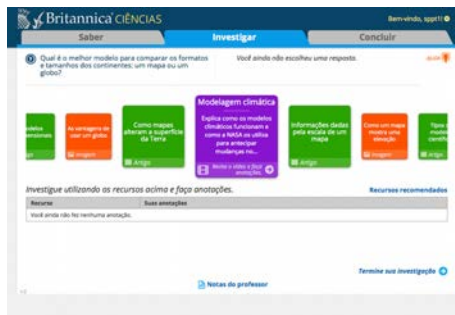 Britannica CIÊNCIAS
Bem-vindo, sppt1!
Saber
Investigar
Concluir
Qual é o melhor modelo para comparar os formatos
e tamanhos dos continentes: um mapa ou um
globo?
Você ainda não escolheu uma resposta.
Modelagem climática
Explica como os modelos
climáticos funcionam e
como a NASA os utiliza
para antecipar
mudanças no...
Assista o vídeo e faça
anotações.
As vantagens de
usar um globo
Imagem
Como mapas
alteram a superfície
da Terra
Artigo
Informações dadas
pela escala de um
mapa
Artigo
Como um mapa
mostra uma
elevação
Imagem
Tipos
Artigo
Investigue utilizando os recursos acima e faça anotações.
Recursos recomendados
Recurso
Suas anotações
Você ainda não fez nenhuma anotação.
Termine sua investigação
Notas do professor